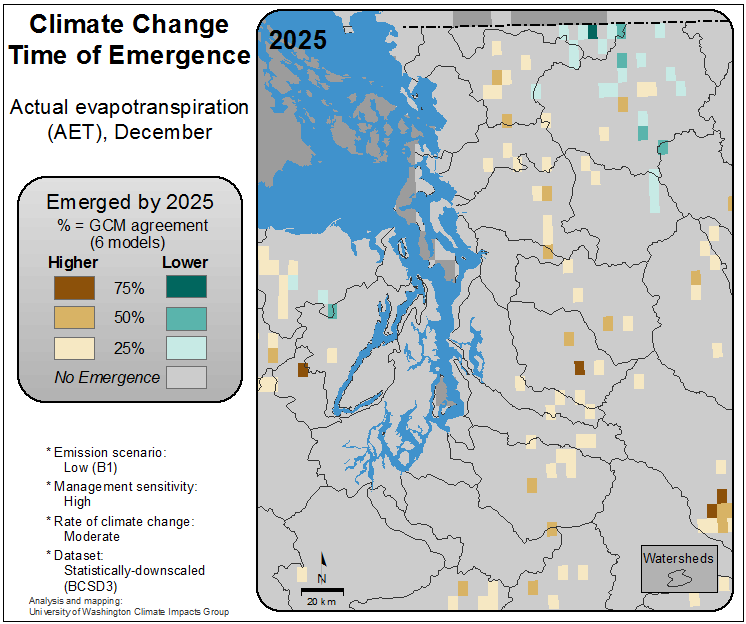 Climate Change
Time of Emergence
Actual evapotranspiration
(AET), December
Emerged by 2025
% = GCM agreement
(6 models)
Higher Lower
75%
50%
25%
No Emergence
* Emission scenario:
Low (B1)
* Management sensitivity:
High
* Rate of climate change:
Moderate
* Dataset:
Statistically-downscaled
(BCSD3)
Analysis and mapping:
University of Washington Climate Impacts Group
2025
N
20 km
Watersheds